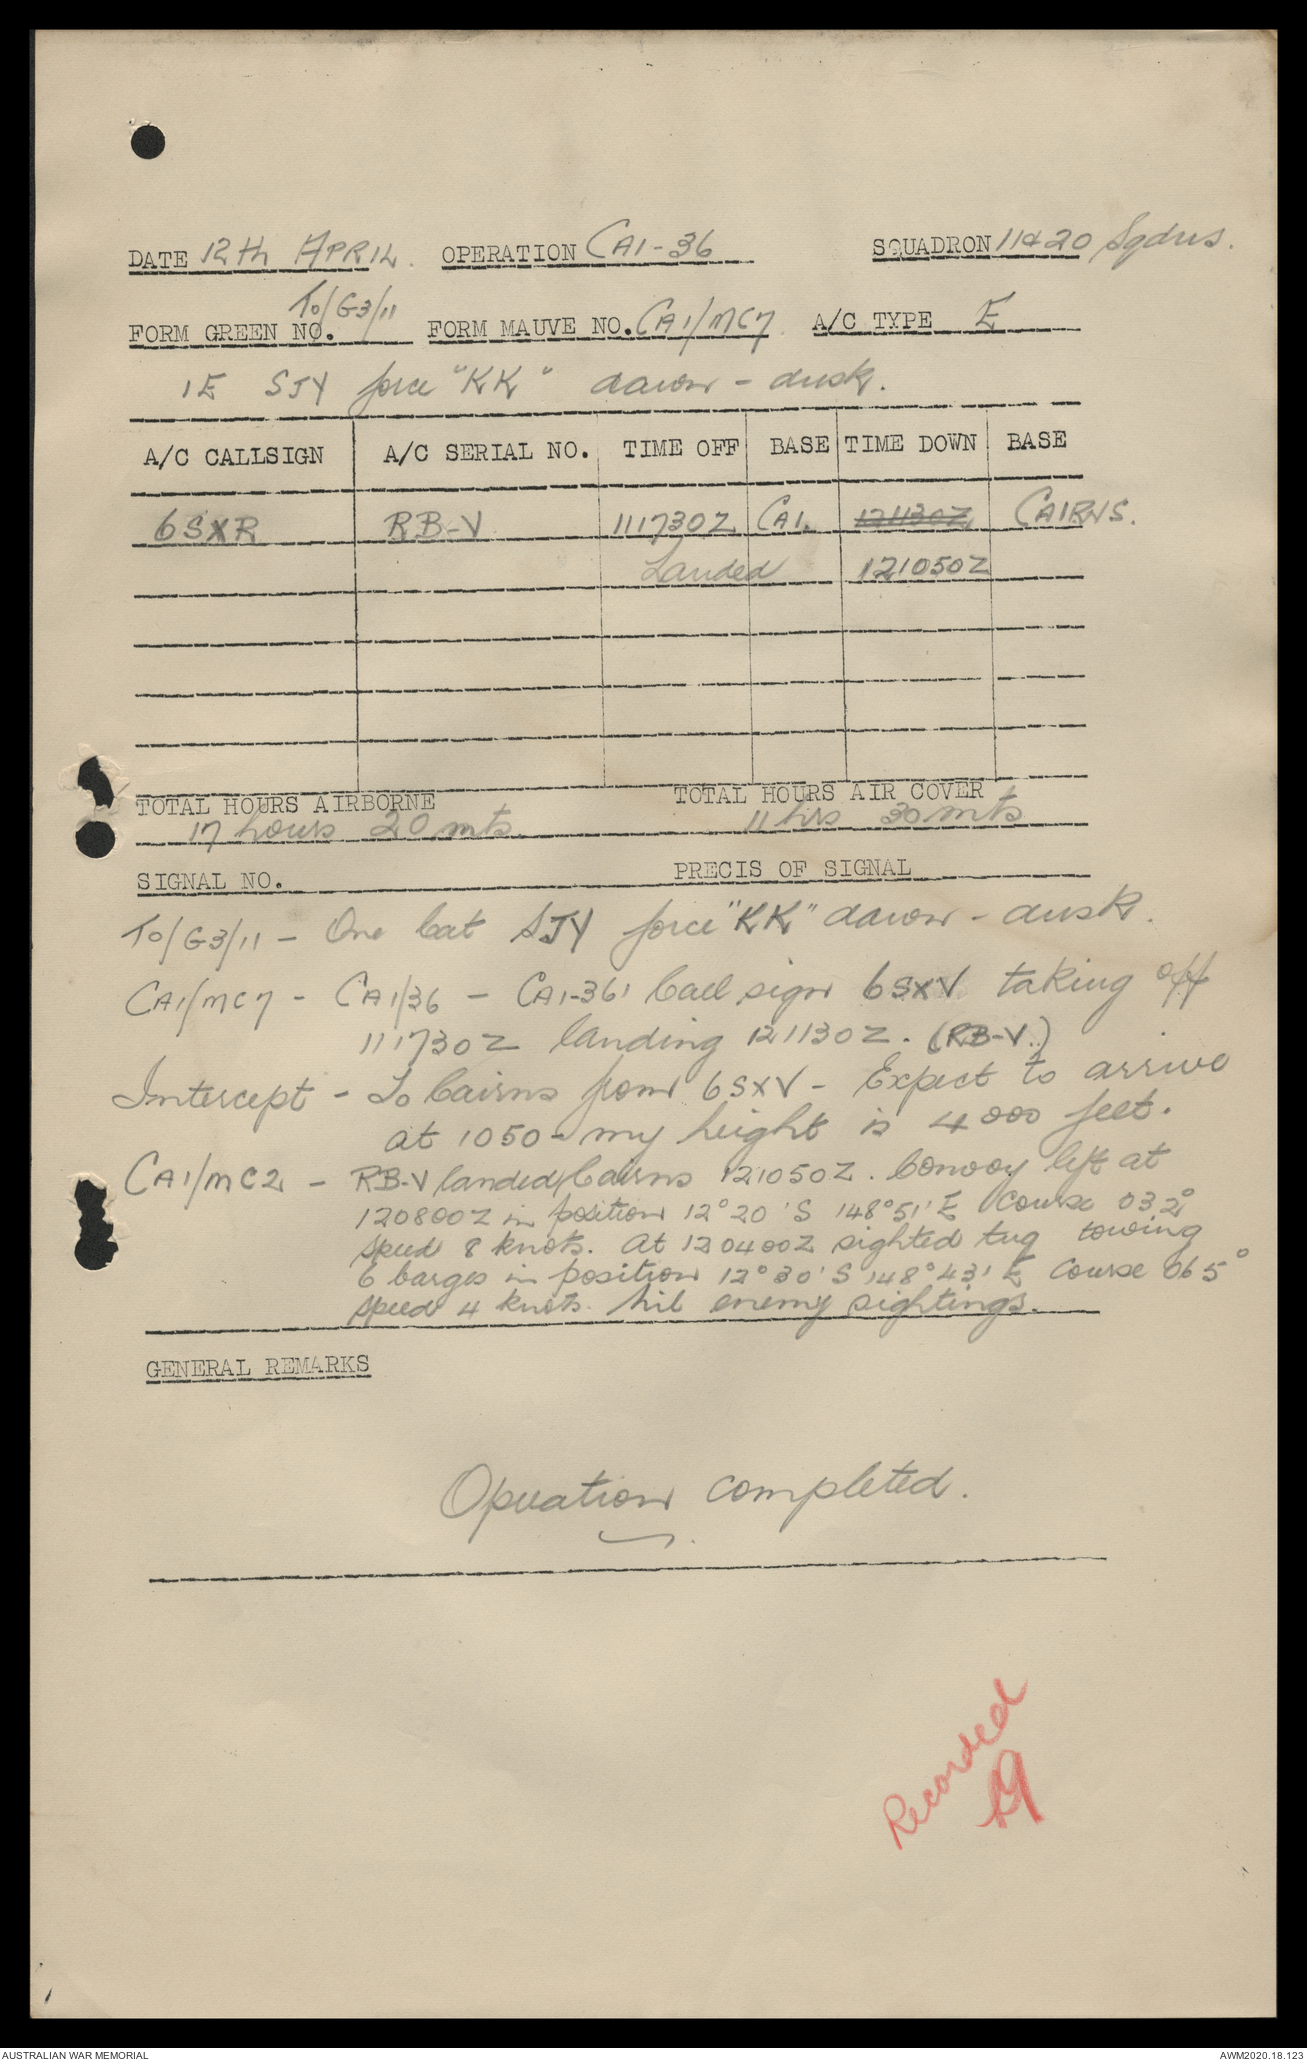 DATE 12th APRIL. OPERATION CA1-36 SQUADRON 11&20 Sqdns.
To/G3/11
FORM GREEN NO. FORM MAUVE NO. CA1/MC7 A/C TYPE E
1E SJY force "KK" dawn - dusk.
A/C CALLSIGN A/C SERIAL NO. TIME OFF BASE TIME DOWN BASE
6SXR RB-V 111730Z CA1. 121130Z CAIRNS.
Landed 121050Z
TOTAL HOURS AIRBORNE TOTAL HOURS AIR COVER
17 hours 20 mts. 11 hrs 30 mts
SIGNAL NO. PRECIS OF SIGNAL
To/G3/11 - One Cat SJY force "KK" dawn - dusk.
CA1/MC7 - CA1/36 - CA1-361 Call sign 6SXV taking off
111730Z landing 121130Z. (RB-V.)
Intercept - To Cairns from 6SXV - Expect to arrive
at 1050 - my height is 4000 feet.
CA1/MC2 - RB-V landed Cairns 121050Z. Convoy left at
120800Z in position 12° 20' S 148° 51' E Course 032°
speed 8 knots. At 120400Z sighted tug towing
6 barges in position 12° 30' S 148° 43' E Course 065°
speed 4 knots. Nil enemy sightings.
GENERAL REMARKS
Operation completed.
Recorded
AUSTRALIAN WAR MEMORIAL AWM2020.18.123